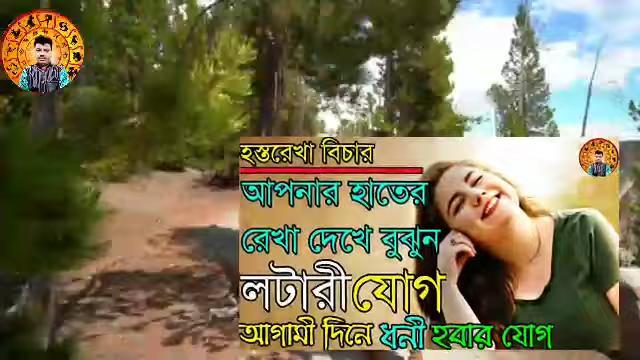 হস্তরেখা বিচার
আপনার হাতের
রেখা দেখে বুঝুন
লটারীযোগ
আগামী দিনে ধনী হবার যোগ